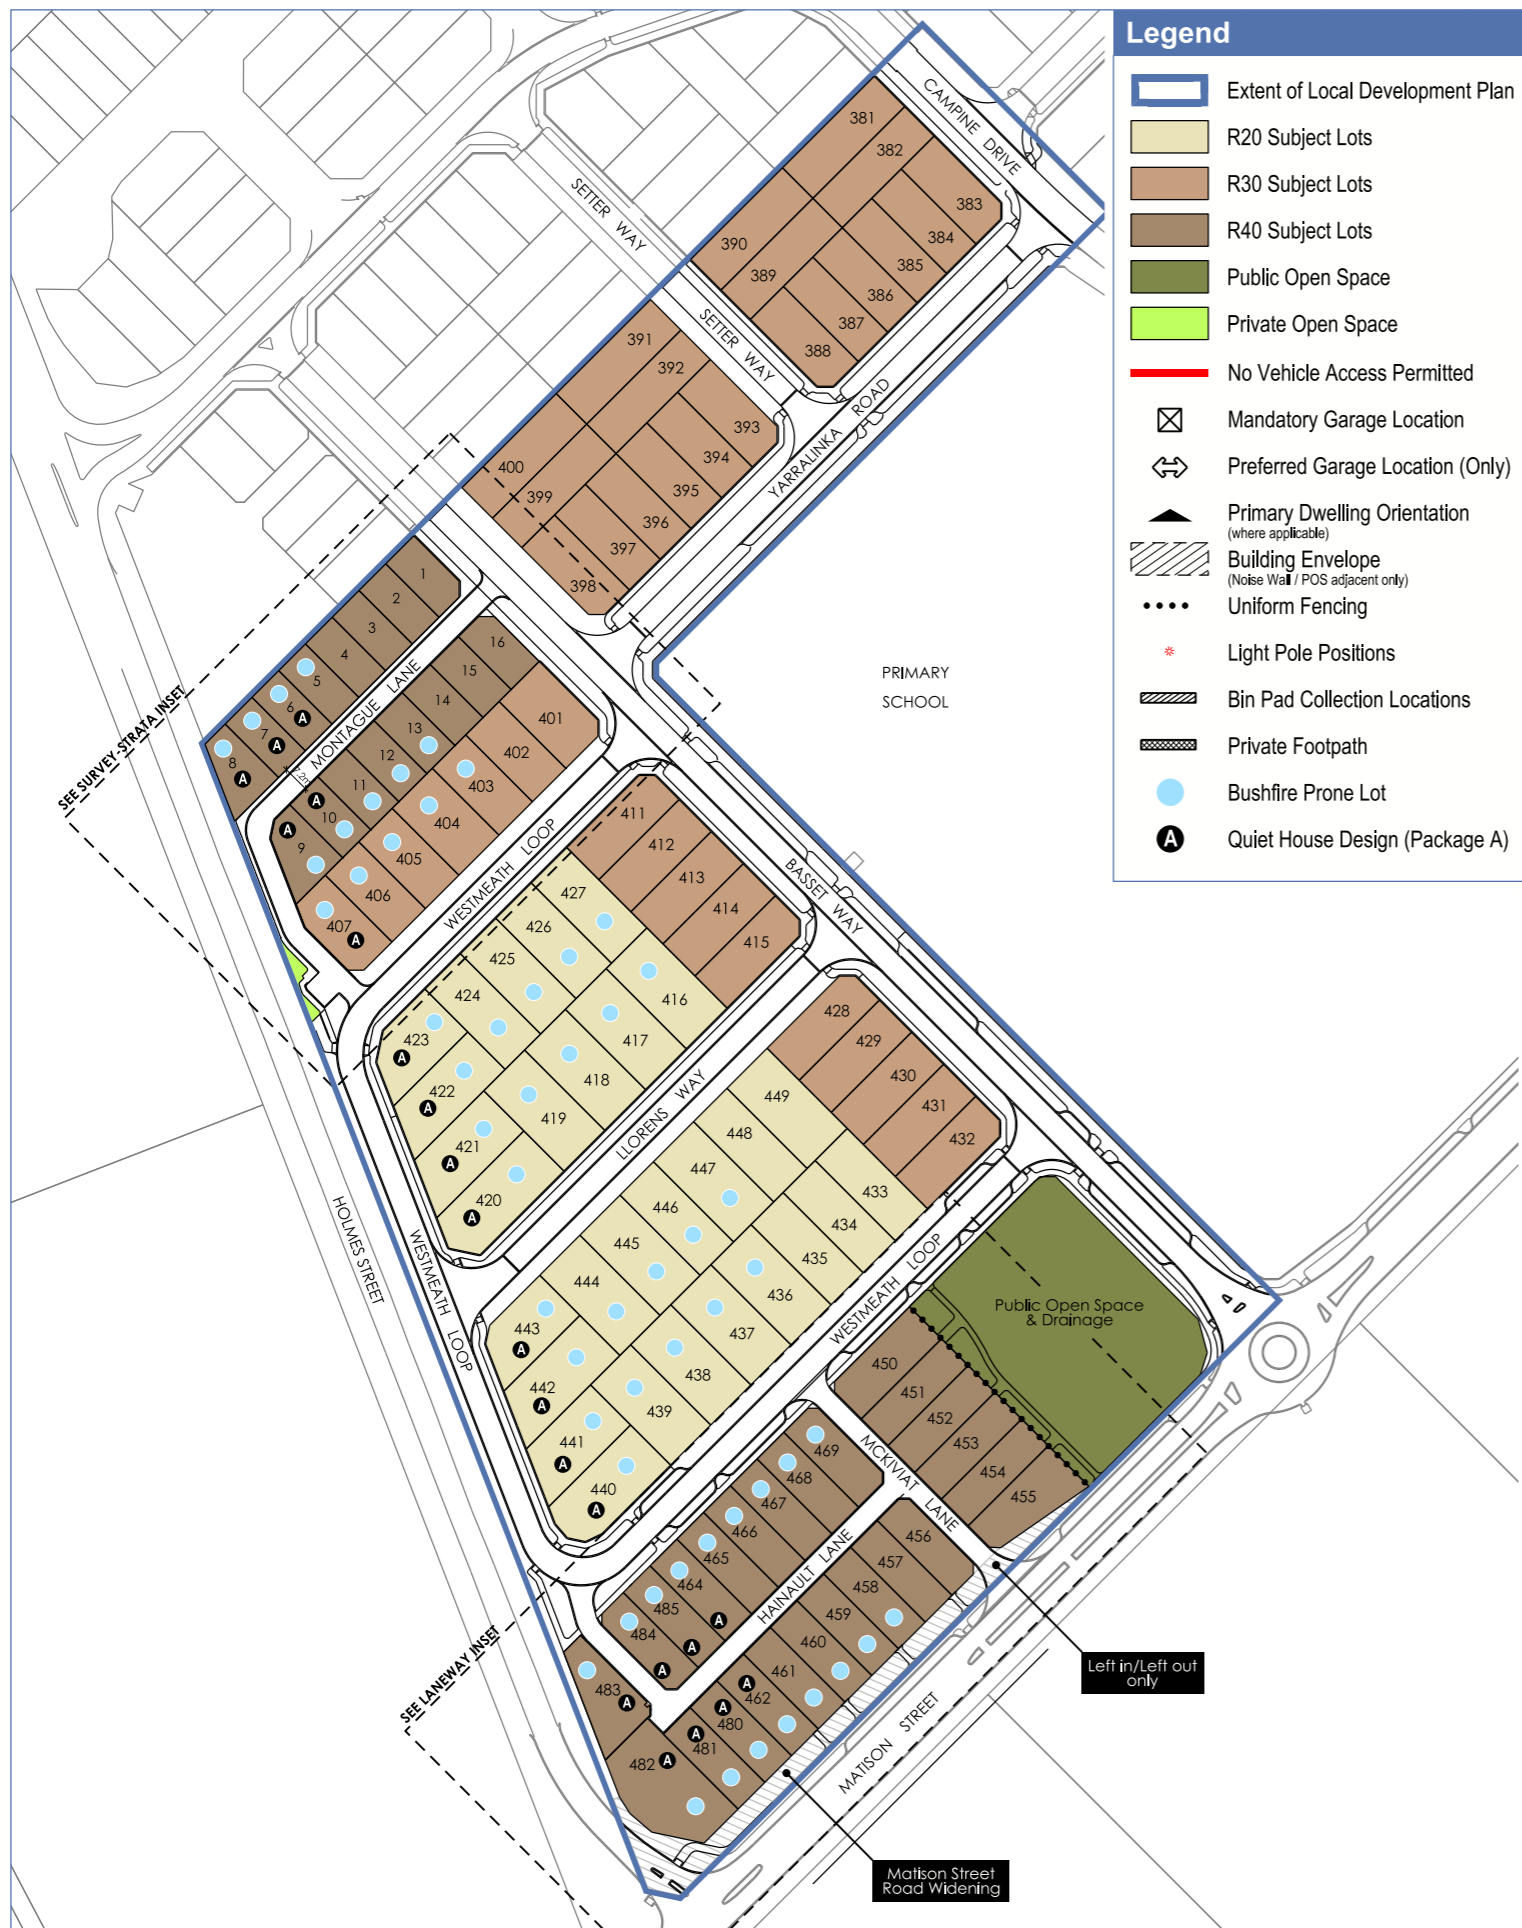 Legend
Extent of Local Development Plan
R20 Subject Lots
R30 Subject Lots
R40 Subject Lots
Public Open Space
Private Open Space
No Vehicle Access Permitted
Mandatory Garage Location
Preferred Garage Location (Only)
Primary Dwelling Orientation
(where applicable)
Building Envelope
(Noise Wall / POS adjacent only)
Uniform Fencing
Light Pole Positions
Bin Pad Collection Locations
Private Footpath
Bushfire Prone Lot
A Quiet House Design (Package A)
CAMPINE DRIVE
381
382
383
384
385
386
387
388
389
390
SETTER WAY
SETTER WAY
YARRALINKA ROAD
391
392
393
394
395
396
397
398
399
400
PRIMARY
SCHOOL
1
2
3
4
5
6
A
7
A
8
A
MONTAGUE LANE
7.2m
SEE SURVEY-STRATA INSET
16
15
14
13
12
11
10
A
9
A
401
402
403
404
405
406
407
A
WESTMEATH LOOP
BASSET WAY
411
412
413
414
415
416
417
418
419
420
A
421
A
422
A
423
A
424
425
426
427
LLORENS WAY
HOLMES STREET
WESTMEATH LOOP
428
429
430
431
432
433
434
435
436
437
438
439
440
A
441
A
442
A
443
A
444
445
446
447
448
449
WESTMEATH LOOP
Public Open Space
& Drainage
450
451
452
453
454
455
MCKIVIAT LANE
469
468
467
466
465
464
A
485
A
484
A
HAINAULT LANE
456
457
458
459
460
461
462
A
480
A
481
A
482
A
483
A
SEE LANEWAY INSET
MATISON STREET
Left in/Left out
only
Matison Street
Road Widening